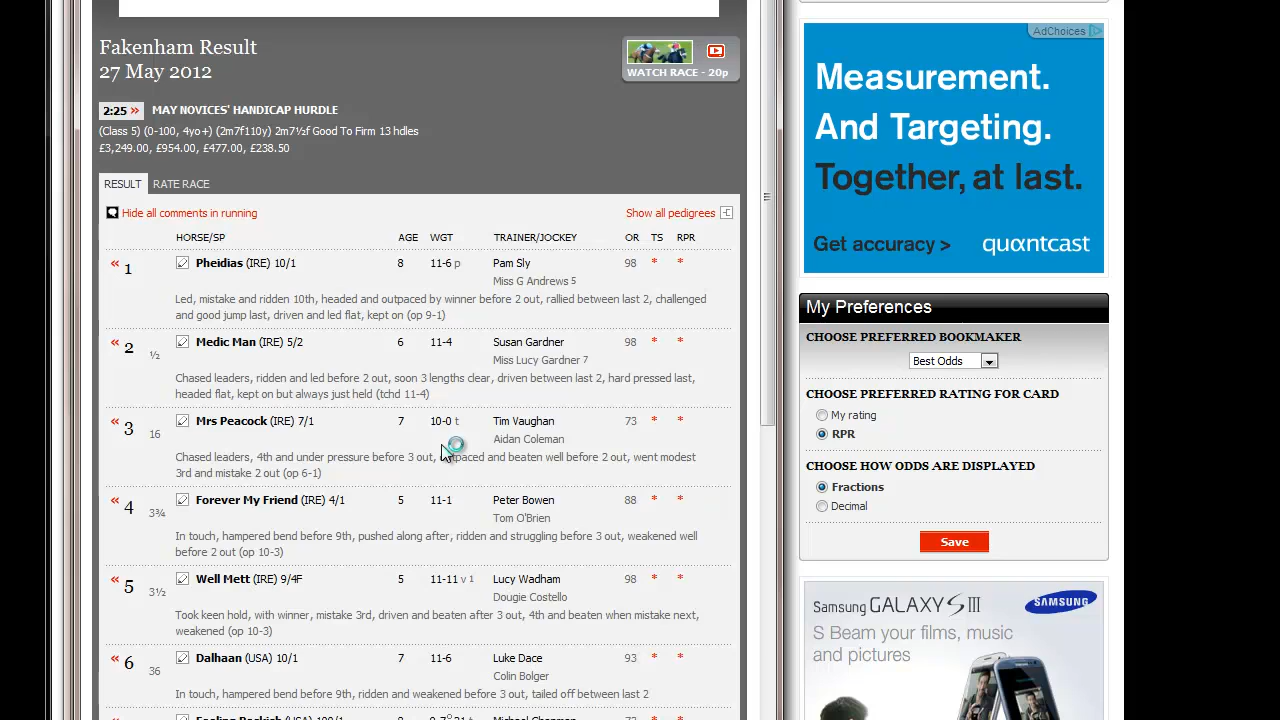 Fakenham Result
27 May 2012
WATCH RACE - 20p
2:25 » MAY NOVICES' HANDICAP HURDLE
(Class 5) (0-100, 4yo+) (2m7f110y) 2m7½f Good To Firm 13 hdles
£3,249.00, £954.00, £477.00, £238.50
RESULT RATE RACE
Hide all comments in running Show all pedigrees
HORSE/SP AGE WGT TRAINER/JOCKEY OR TS RPR
« 1 Pheidias (IRE) 10/1 8 11-6 p Pam Sly 98 * *
Miss G Andrews 5
Led, mistake and ridden 10th, headed and outpaced by winner before 2 out, rallied between last 2, challenged
and good jump last, driven and led flat, kept on (op 9-1)
« 2 ½ Medic Man (IRE) 5/2 6 11-4 Susan Gardner 98 * *
Miss Lucy Gardner 7
Chased leaders, ridden and led before 2 out, soon 3 lengths clear, driven between last 2, hard pressed last,
headed flat, kept on but always just held (tchd 11-4)
« 3 16 Mrs Peacock (IRE) 7/1 7 10-0 t Tim Vaughan 73 * *
Aidan Coleman
Chased leaders, 4th and under pressure before 3 out, outpaced and beaten well before 2 out, went modest
3rd and mistake 2 out (op 6-1)
« 4 3¾ Forever My Friend (IRE) 4/1 5 11-1 Peter Bowen 88 * *
Tom O'Brien
In touch, hampered bend before 9th, pushed along after, ridden and struggling before 3 out, weakened well
before 2 out (op 10-3)
« 5 3½ Well Mett (IRE) 9/4F 5 11-11 v 1 Lucy Wadham 98 * *
Dougie Costello
Took keen hold, with winner, mistake 3rd, driven and beaten after 3 out, 4th and beaten when mistake next,
weakened (op 10-3)
« 6 36 Dalhaan (USA) 10/1 7 11-6 Luke Dace 93 * *
Colin Bolger
In touch, hampered bend before 9th, ridden and weakened before 3 out, tailed off between last 2
AdChoices
Measurement.
And Targeting.
Together, at last.
Get accuracy > quantcast
My Preferences
CHOOSE PREFERRED BOOKMAKER
Best Odds
CHOOSE PREFERRED RATING FOR CARD
My rating
RPR
CHOOSE HOW ODDS ARE DISPLAYED
Fractions
Decimal
Save
Samsung GALAXY S III SAMSUNG
S Beam your films, music
and pictures